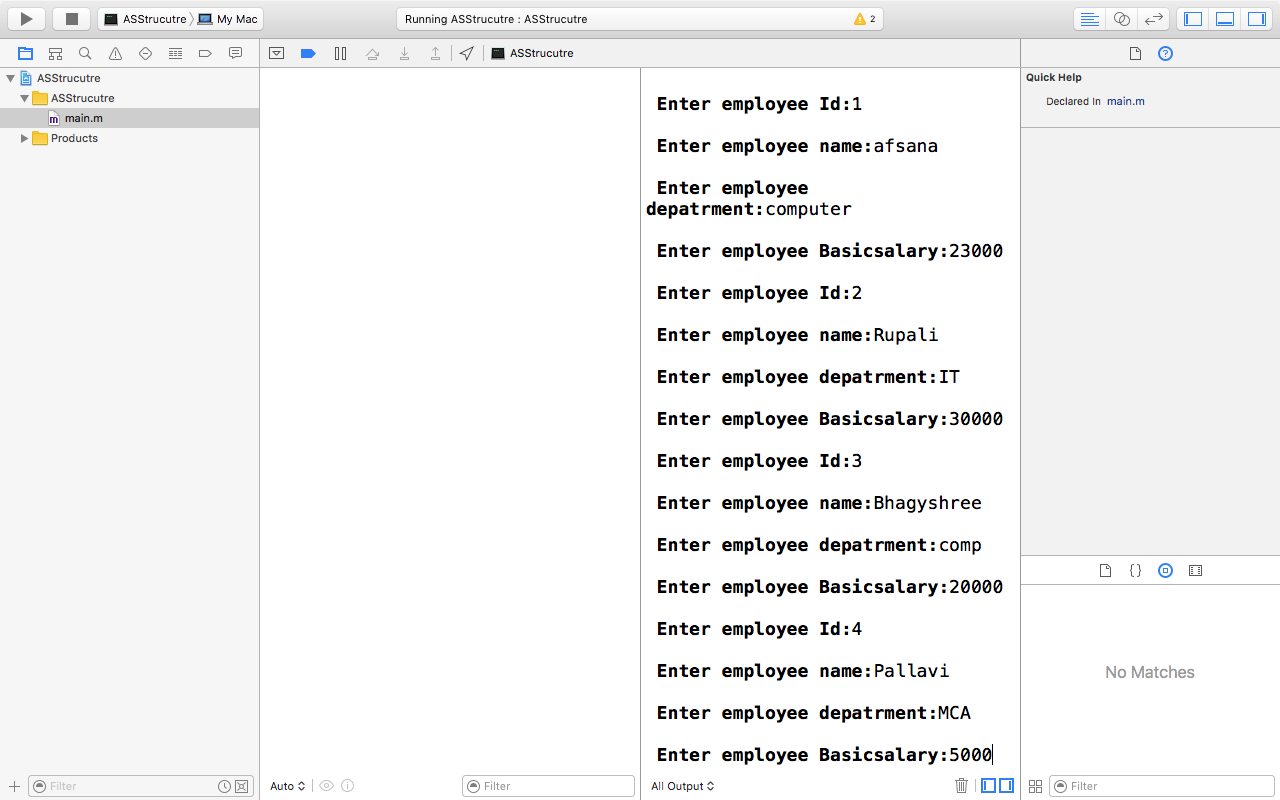 ASStrucutre
My Mac
Running ASStrucutre : ASStrucutre
2
ASStrucutre
ASStrucutre
ASStrucutre
main.m
Products
Enter employee Id:1
Enter employee name:afsana
Enter employee
depatrment:computer
Enter employee Basicsalary:23000
Enter employee Id:2
Enter employee name:Rupali
Enter employee depatrment:IT
Enter employee Basicsalary:30000
Enter employee Id:3
Enter employee name:Bhagyshree
Enter employee depatrment:comp
Enter employee Basicsalary:20000
Enter employee Id:4
Enter employee name:Pallavi
Enter employee depatrment:MCA
Enter employee Basicsalary:5000
Quick Help
Declared In main.m
No Matches
Filter
Auto
Filter
All Output
Filter